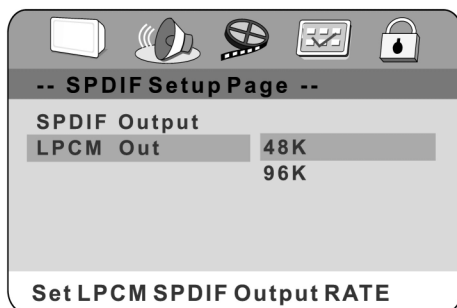 -- SPDIF Setup Page --
SPDIF Output
LPCM Out 48K
96K
Set LPCM SPDIF Output RATE